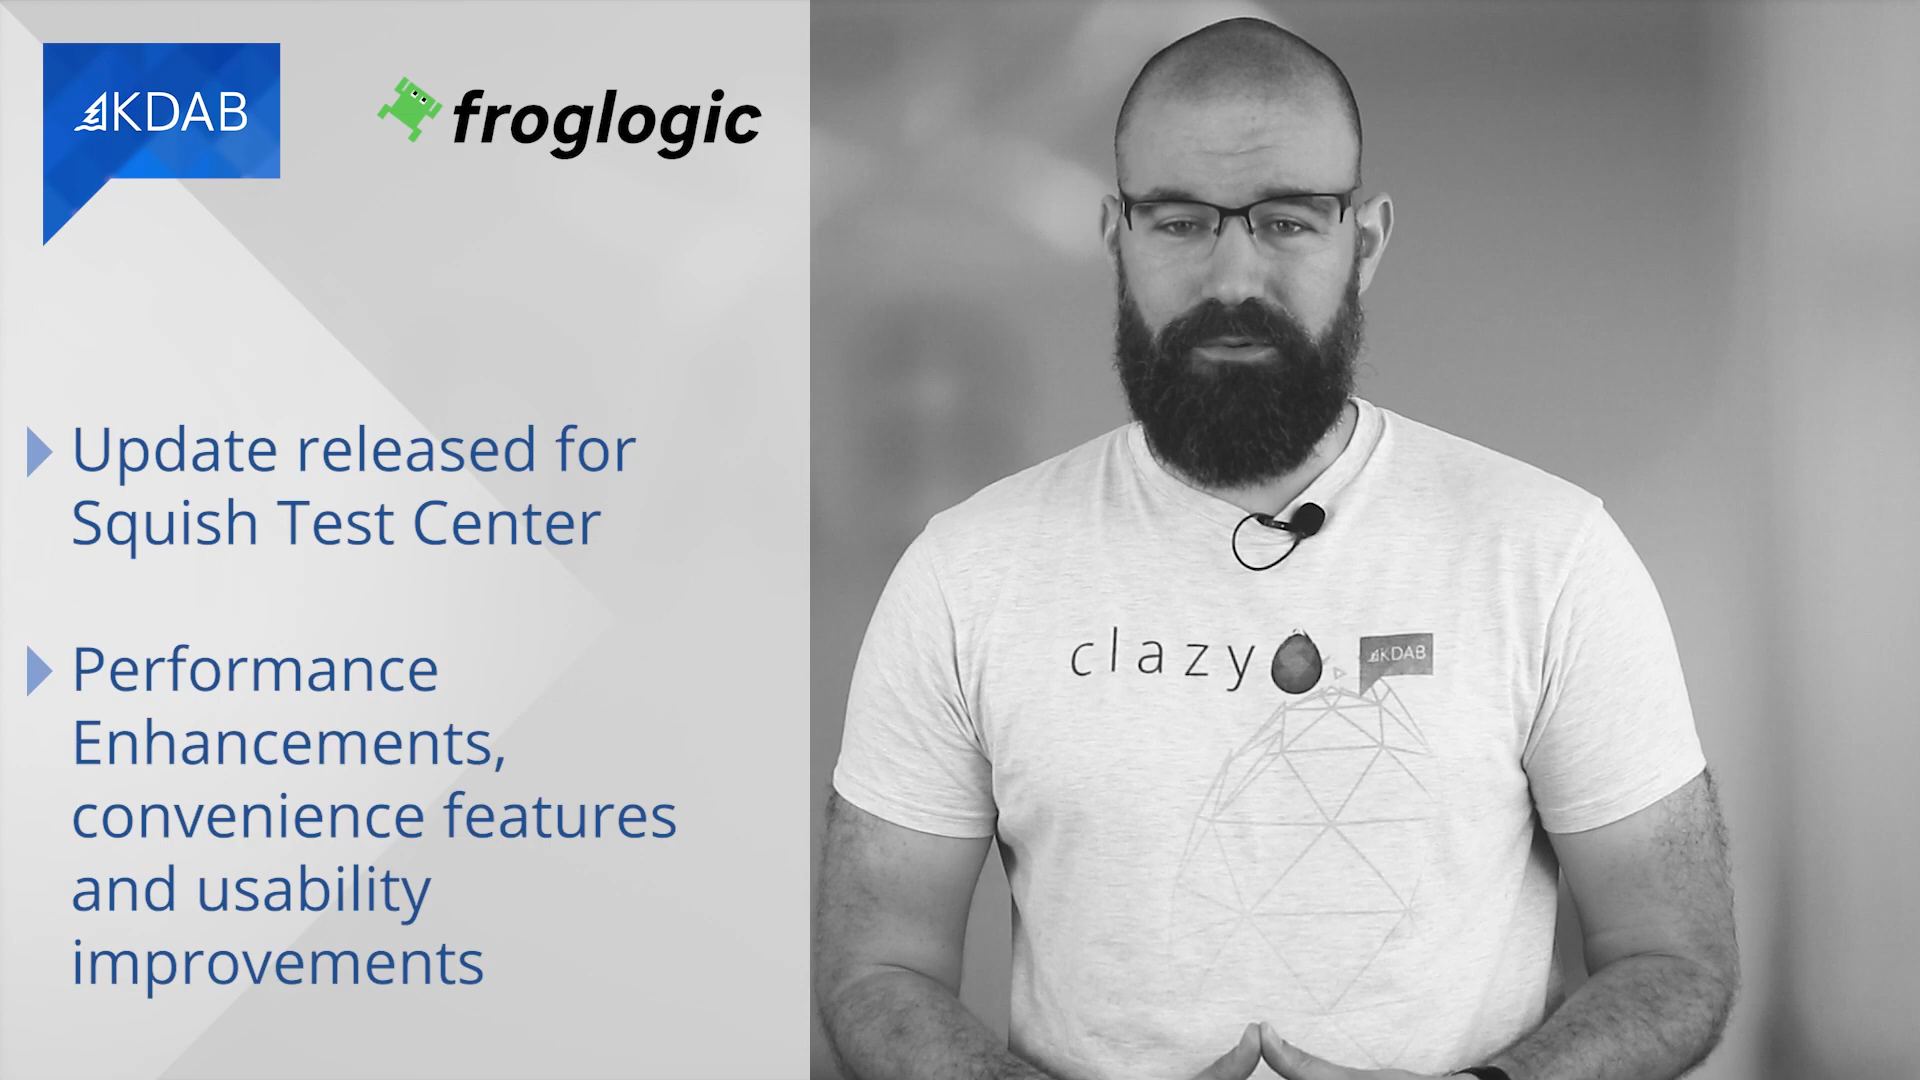 KDAB
froglogic
Update released for
Squish Test Center
Performance
Enhancements,
convenience features
and usability
improvements
clazy
KDAB